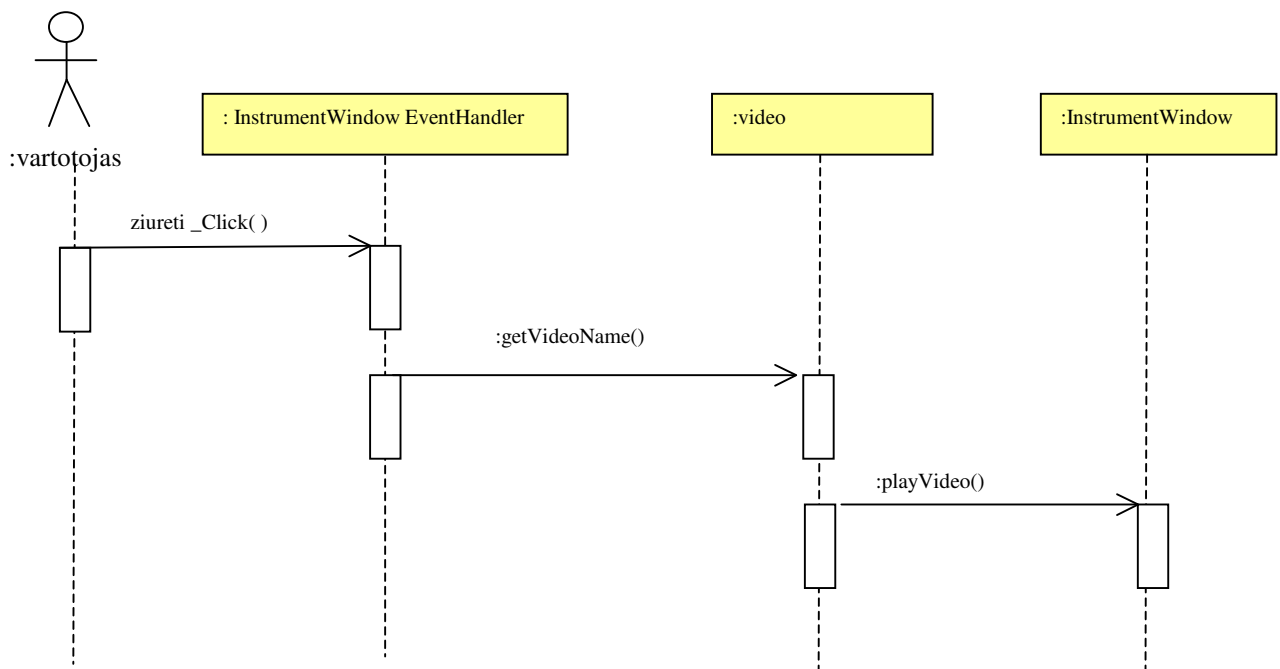 : InstrumentWindow EventHandler
:video
:InstrumentWindow
:vartotojas
ziureti _Click( )
:getVideoName()
:playVideo()